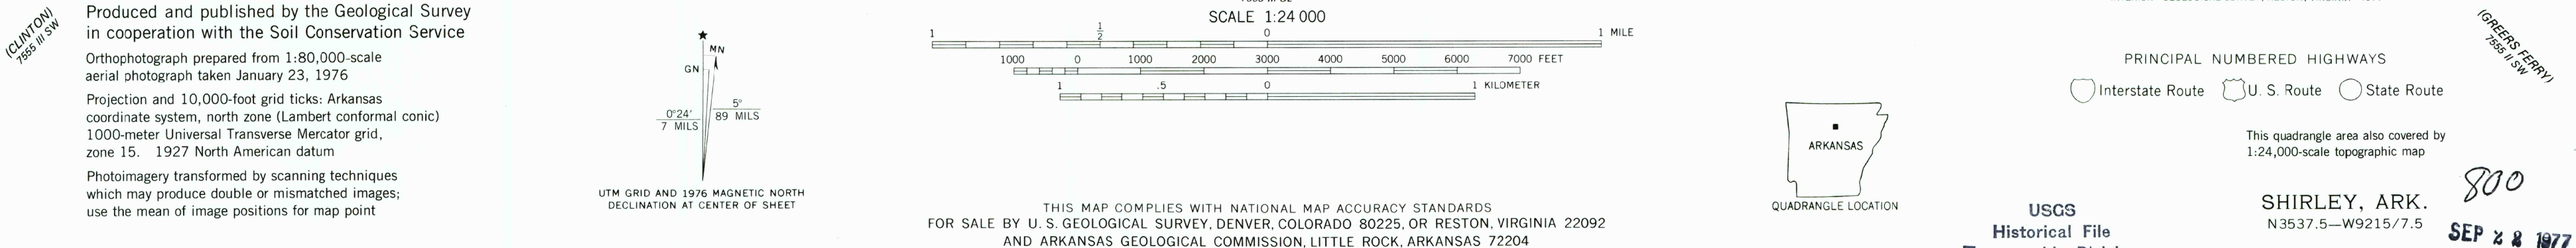 (CLINTON)
7555 III SW
Produced and published by the Geological Survey
in cooperation with the Soil Conservation Service
Orthophotograph prepared from 1:80,000-scale
aerial photograph taken January 23, 1976
Projection and 10,000-foot grid ticks: Arkansas
coordinate system, north zone (Lambert conformal conic)
1000-meter Universal Transverse Mercator grid,
zone 15. 1927 North American datum
Photoimagery transformed by scanning techniques
which may produce double or mismatched images;
use the mean of image positions for map point
★
MN
GN
0°24'
7 MILS
5°
89 MILS
UTM GRID AND 1976 MAGNETIC NORTH
DECLINATION AT CENTER OF SHEET
SCALE 1:24 000
1 1/2 0 1 MILE
1000 0 1000 2000 3000 4000 5000 6000 7000 FEET
1 .5 0 1 KILOMETER
THIS MAP COMPLIES WITH NATIONAL MAP ACCURACY STANDARDS
FOR SALE BY U. S. GEOLOGICAL SURVEY, DENVER, COLORADO 80225, OR RESTON, VIRGINIA 22092
AND ARKANSAS GEOLOGICAL COMMISSION, LITTLE ROCK, ARKANSAS 72204
ARKANSAS
QUADRANGLE LOCATION
PRINCIPAL NUMBERED HIGHWAYS
Interstate Route U. S. Route State Route
(GREERS FERRY)
7555 II SW
This quadrangle area also covered by
1:24,000-scale topographic map
800
SHIRLEY, ARK.
N3537.5—W9215/7.5
USGS
Historical File
SEP 28 1977